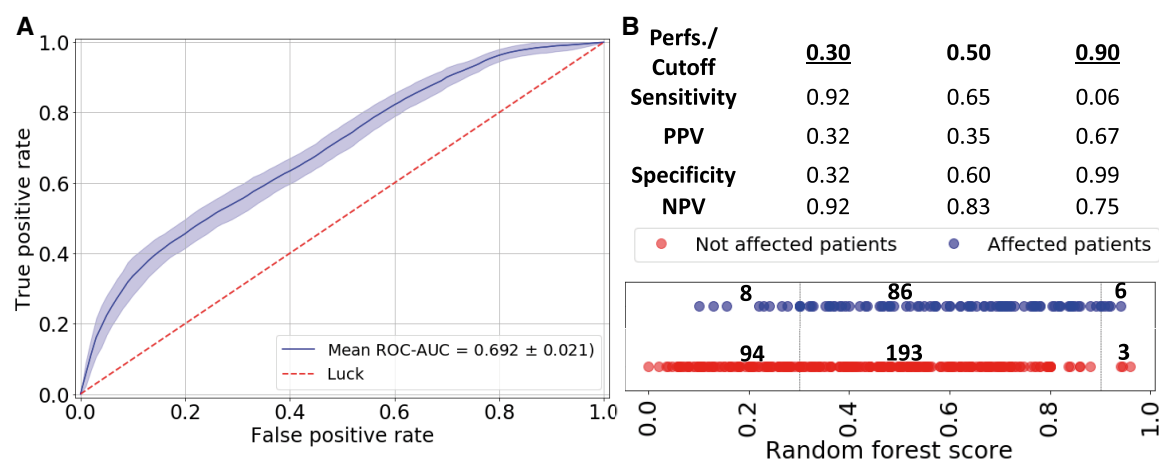 A
1.0
0.8
0.6
0.4
0.2
0.0
True positive rate
Mean ROC-AUC = 0.692 ± 0.021)
Luck
0.0 0.2 0.4 0.6 0.8 1.0
False positive rate
B
Perfs./
Cutoff 0.30 0.50 0.90
Sensitivity 0.92 0.65 0.06
PPV 0.32 0.35 0.67
Specificity 0.32 0.60 0.99
NPV 0.92 0.83 0.75
Not affected patients Affected patients
8 86 6
94 193 3
0.0 0.2 0.4 0.6 0.8 1.0
Random forest score